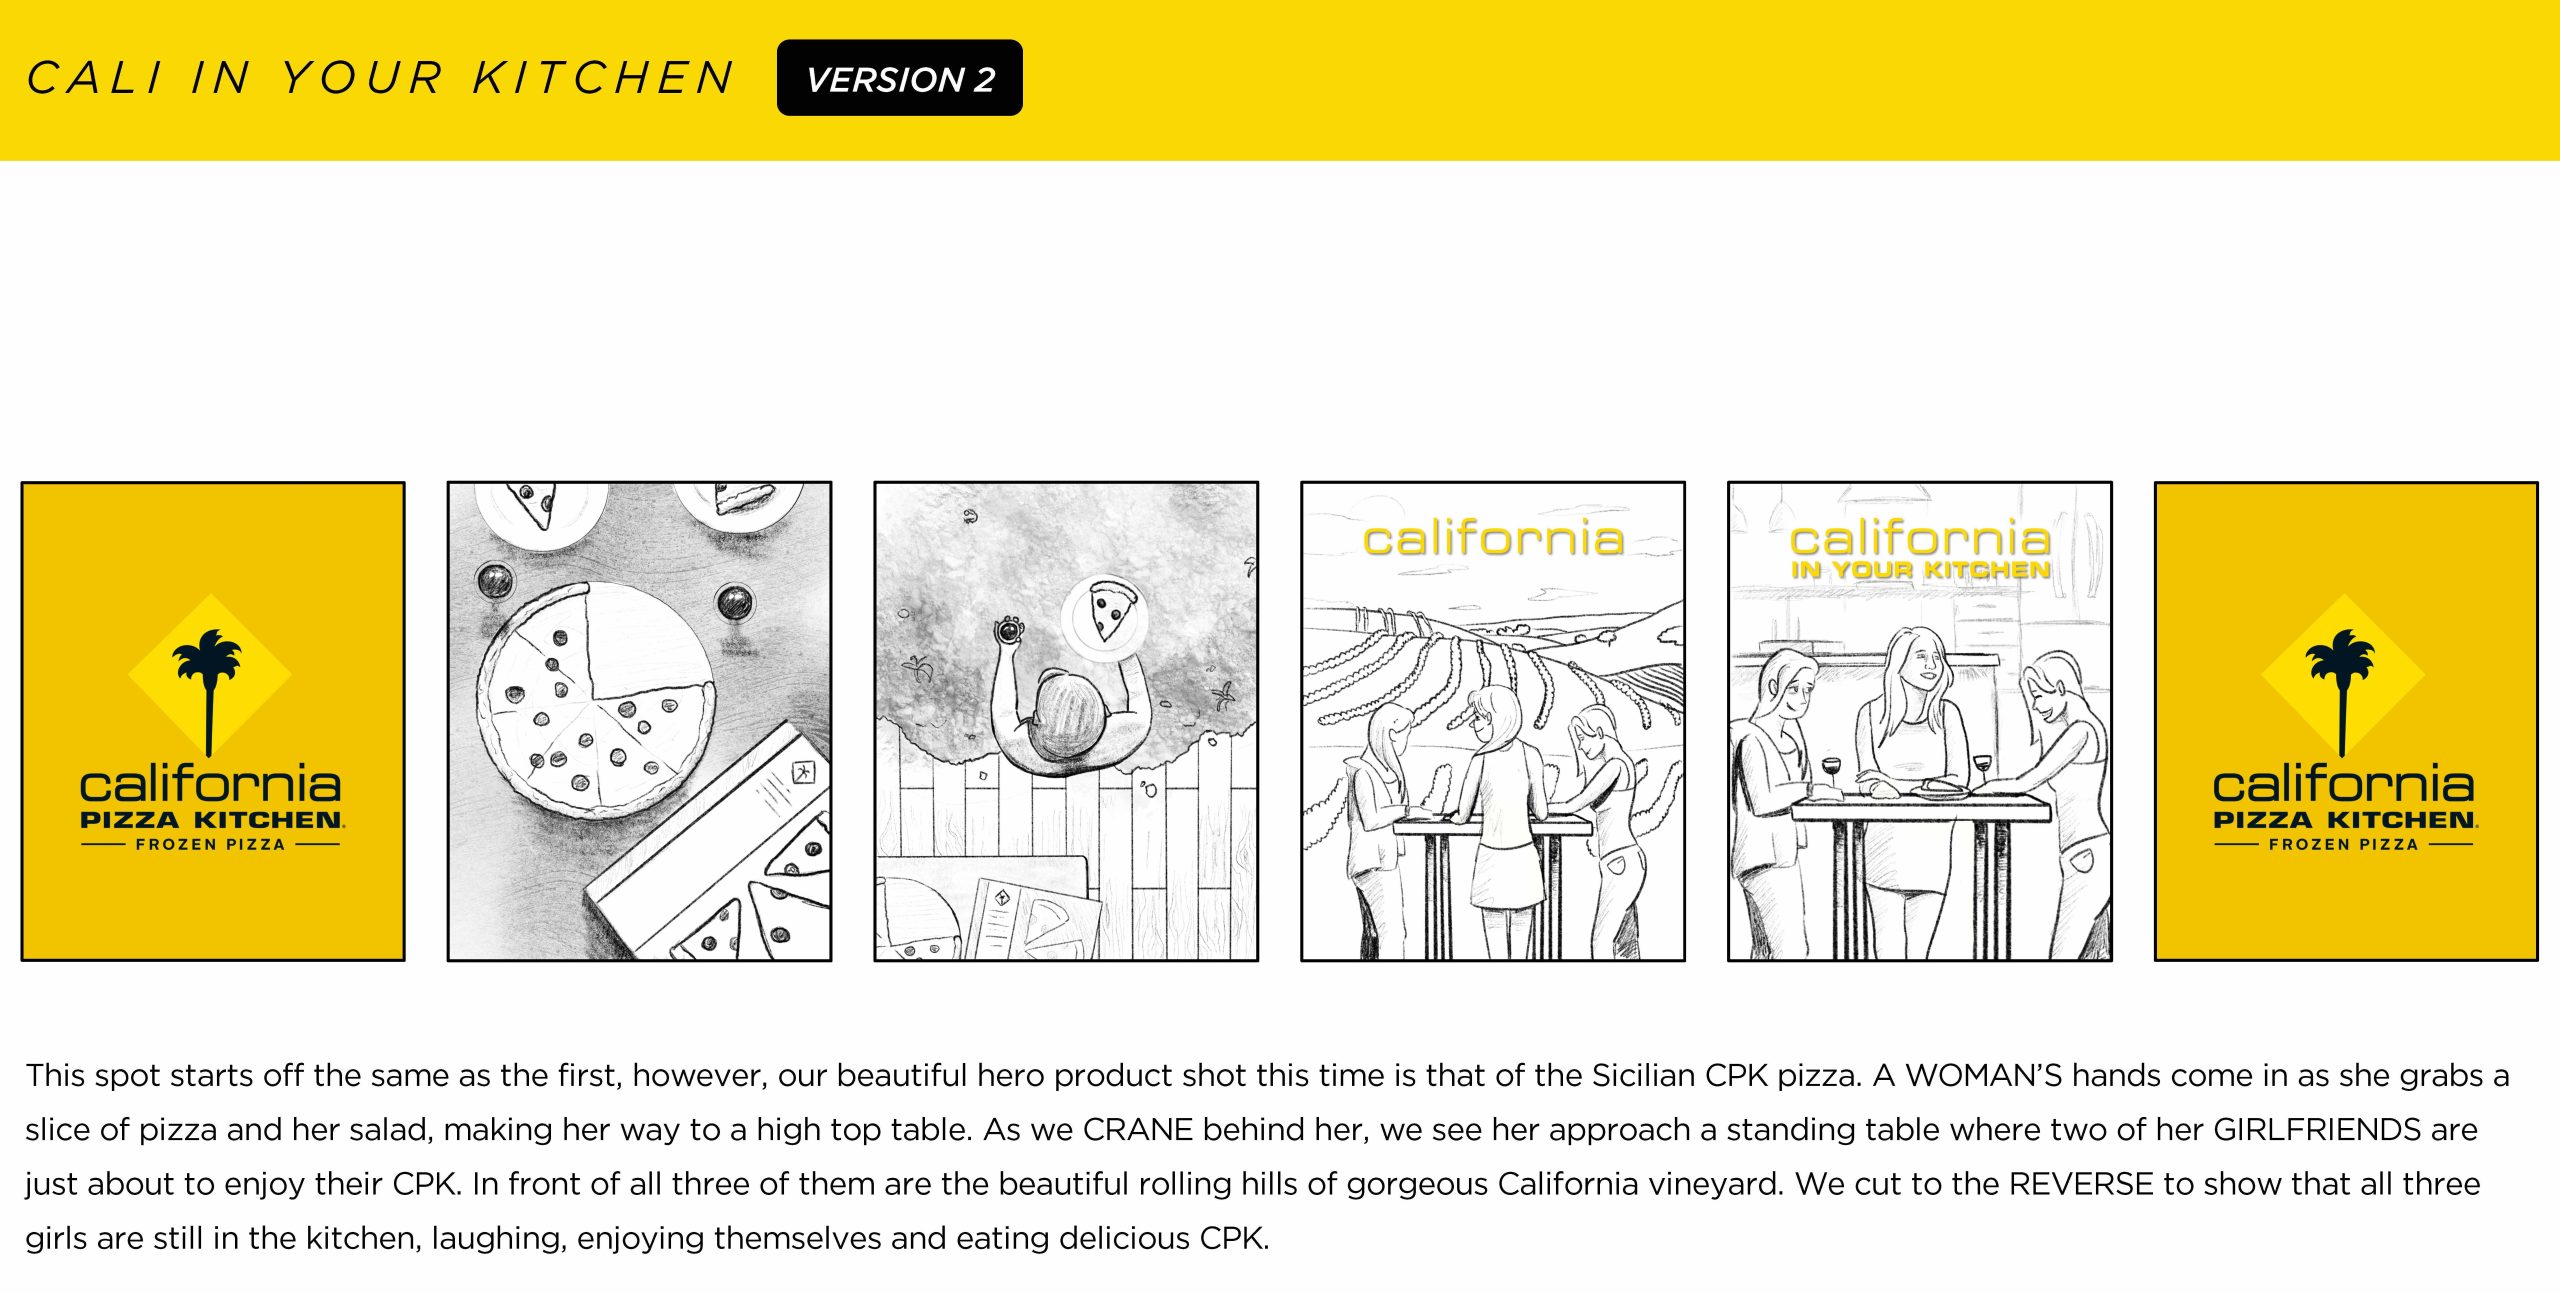 CALI IN YOUR KITCHEN
VERSION 2
california
PIZZA KITCHEN.
FROZEN PIZZA
california
california
IN YOUR KITCHEN
california
PIZZA KITCHEN.
FROZEN PIZZA
This spot starts off the same as the first, however, our beautiful hero product shot this time is that of the Sicilian CPK pizza. A WOMAN’S hands come in as she grabs a
slice of pizza and her salad, making her way to a high top table. As we CRANE behind her, we see her approach a standing table where two of her GIRLFRIENDS are
just about to enjoy their CPK. In front of all three of them are the beautiful rolling hills of gorgeous California vineyard. We cut to the REVERSE to show that all three
girls are still in the kitchen, laughing, enjoying themselves and eating delicious CPK.